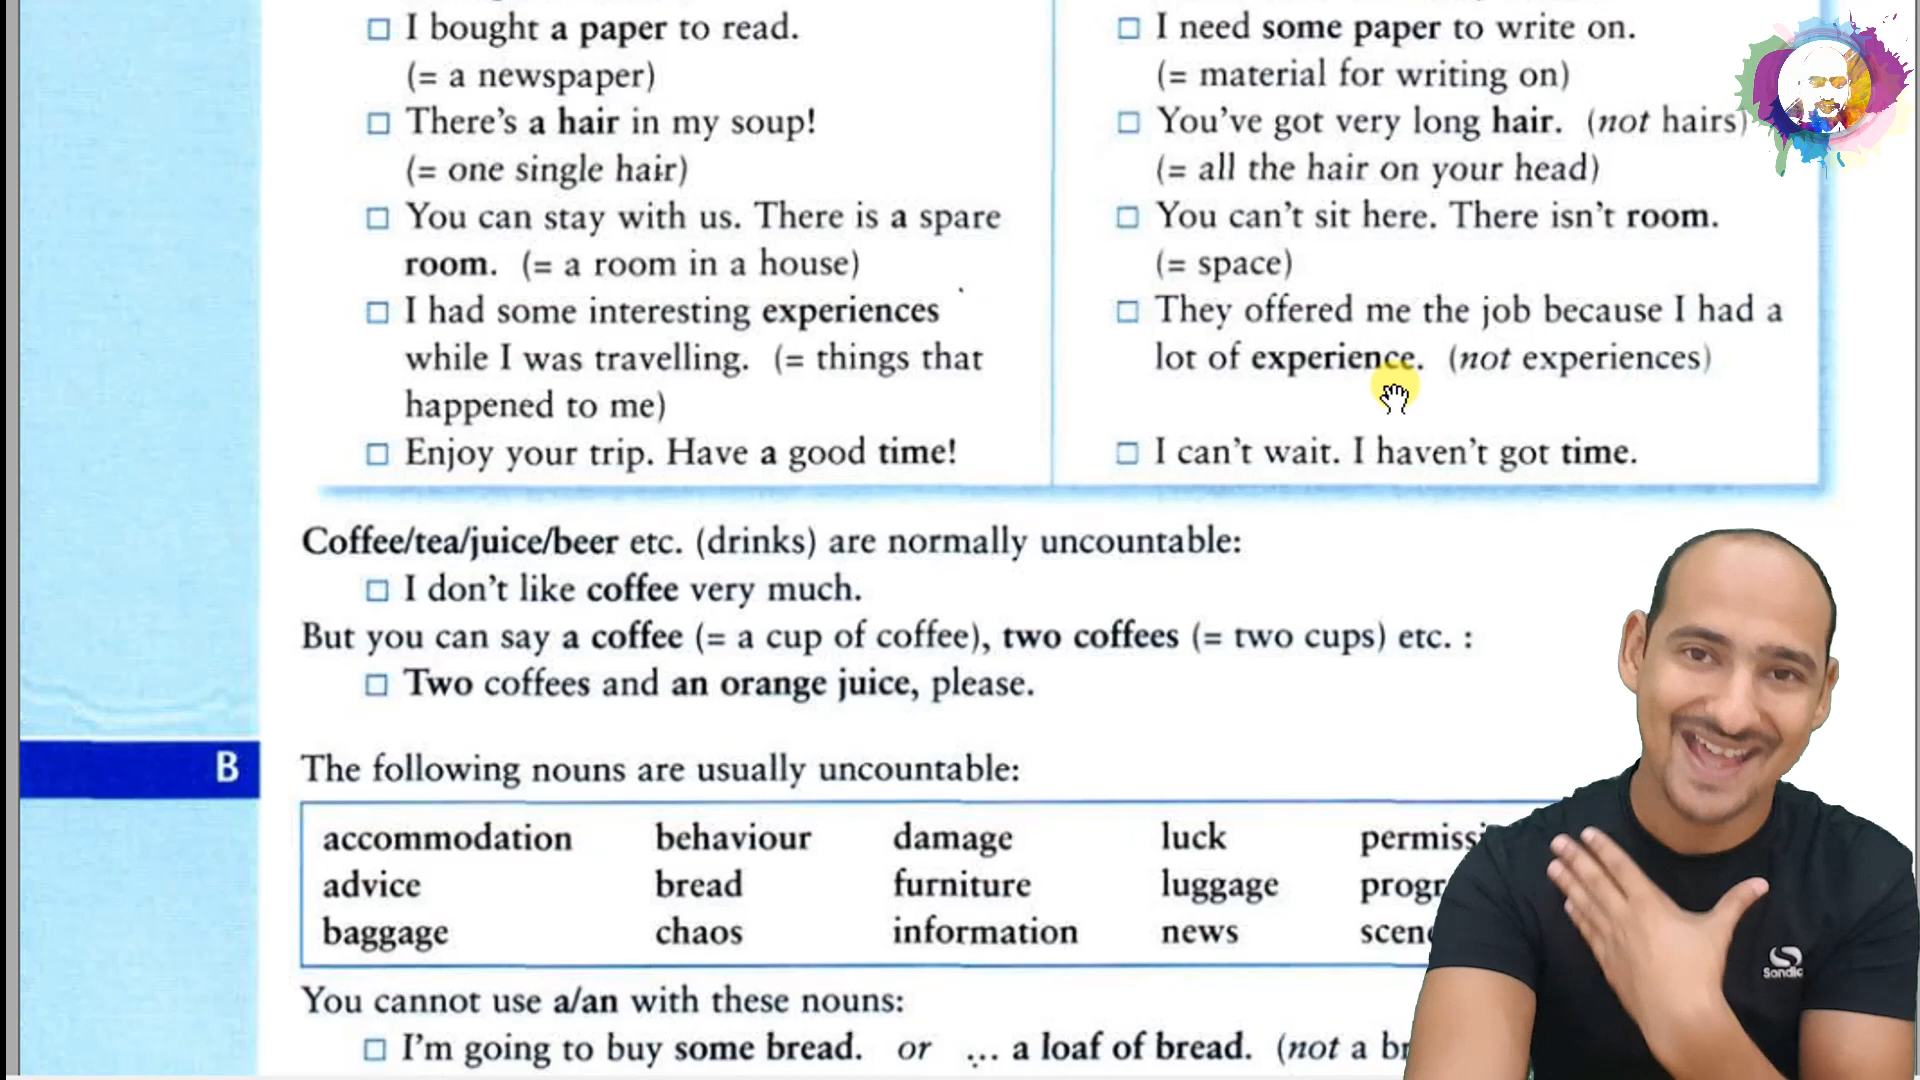 I bought a paper to read.
(= a newspaper)
There's a hair in my soup!
(= one single hair)
You can stay with us. There is a spare
room. (= a room in a house)
I had some interesting experiences
while I was travelling. (= things that
happened to me)
Enjoy your trip. Have a good time!
I need some paper to write on.
(= material for writing on)
You've got very long hair. (not hairs)
(= all the hair on your head)
You can't sit here. There isn't room.
(= space)
They offered me the job because I had a
lot of experience. (not experiences)
I can't wait. I haven't got time.
Coffee/tea/juice/beer etc. (drinks) are normally uncountable:
I don't like coffee very much.
But you can say a coffee (= a cup of coffee), two coffees (= two cups) etc. :
Two coffees and an orange juice, please.
B
The following nouns are usually uncountable:
accommodation behaviour damage luck permissi
advice bread furniture luggage progr
baggage chaos information news scen
You cannot use a/an with these nouns:
I'm going to buy some bread. or ... a loaf of bread. (not a br
Sondic